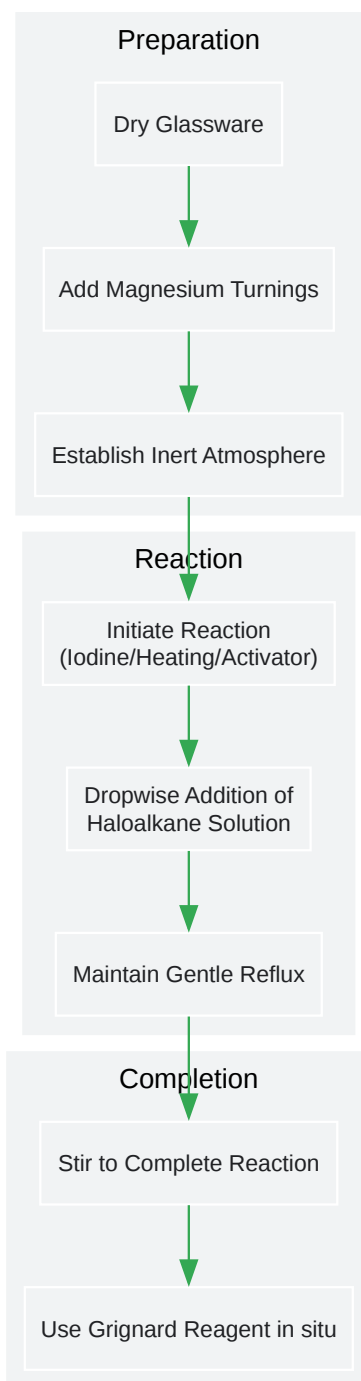 Preparation
Dry Glassware
Add Magnesium Turnings
Establish Inert Atmosphere
Reaction
Initiate Reaction
(Iodine/Heating/Activator)
Dropwise Addition of
Haloalkane Solution
Maintain Gentle Reflux
Completion
Stir to Complete Reaction
Use Grignard Reagent in situ